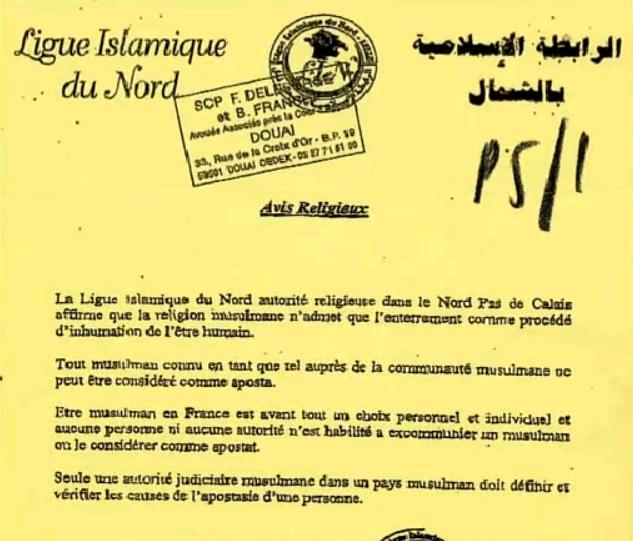 Ligue Islamique
du Nord
الرابطة الإسلامية
بالشمال
SCP F.
et B.
Avoués Associés près la
DOUAI
33, Rue de la Croix d'Or - B.P.
DOUAI CEDEX
P5/1
Avis Religieux
La Ligue Islamique du Nord autorité religieuse dans le Nord Pas de Calais
affirme que la religion musulmane n'admet que l'enterrement comme procédé
d'inhumation de l'être humain.
Tout musulman connu en tant que tel auprès de la communauté musulmane ne
peut être considéré comme aposta.
Etre musulman en France est avant tout un choix personnel et individuel et
aucune personne ni aucune autorité n'est habilité a excommunier un musulman
ou le considérer comme apostat.
Seule une autorité judiciaire musulmane dans un pays musulman doit définir et
vérifier les causes de l'apostasie d'une personne.